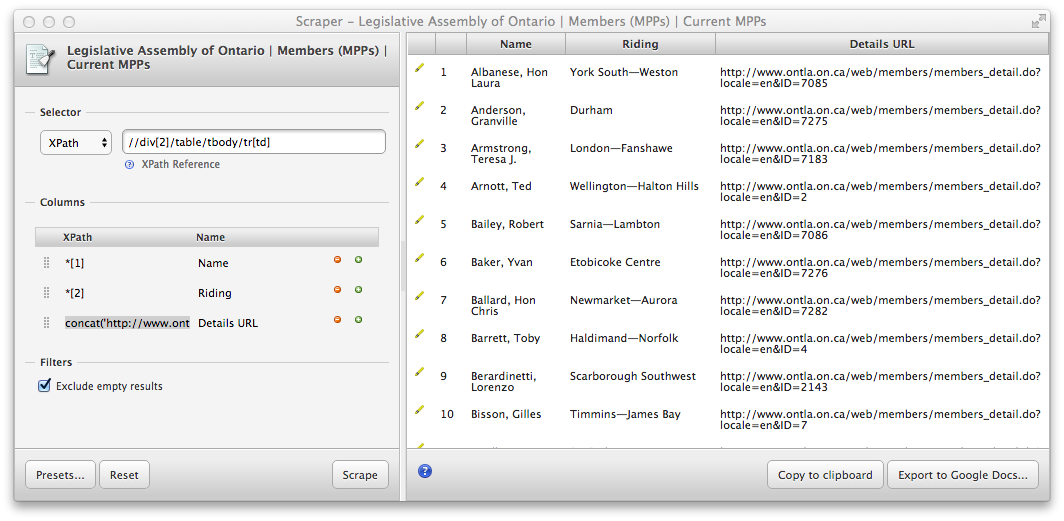 Scraper – Legislative Assembly of Ontario | Members (MPPs) | Current MPPs
Legislative Assembly of Ontario | Members (MPPs) |
Current MPPs
Selector
XPath
//div[2]/table/tbody/tr[td]
? XPath Reference
Columns
XPath Name
*[1] Name
*[2] Riding
concat('http://www.ont Details URL
Filters
Exclude empty results
Presets... Reset Scrape
Name Riding Details URL
1 Albanese, Hon York South—Weston http://www.ontla.on.ca/web/members/members_detail.do?
Laura locale=en&ID=7085
2 Anderson, Durham http://www.ontla.on.ca/web/members/members_detail.do?
Granville locale=en&ID=7275
3 Armstrong, London—Fanshawe http://www.ontla.on.ca/web/members/members_detail.do?
Teresa J. locale=en&ID=7183
4 Arnott, Ted Wellington—Halton Hills http://www.ontla.on.ca/web/members/members_detail.do?
locale=en&ID=2
5 Bailey, Robert Sarnia—Lambton http://www.ontla.on.ca/web/members/members_detail.do?
locale=en&ID=7086
6 Baker, Yvan Etobicoke Centre http://www.ontla.on.ca/web/members/members_detail.do?
locale=en&ID=7276
7 Ballard, Hon Newmarket—Aurora http://www.ontla.on.ca/web/members/members_detail.do?
Chris locale=en&ID=7282
8 Barrett, Toby Haldimand—Norfolk http://www.ontla.on.ca/web/members/members_detail.do?
locale=en&ID=4
9 Berardinetti, Scarborough Southwest http://www.ontla.on.ca/web/members/members_detail.do?
Lorenzo locale=en&ID=2143
10 Bisson, Gilles Timmins—James Bay http://www.ontla.on.ca/web/members/members_detail.do?
locale=en&ID=7
? Copy to clipboard Export to Google Docs...